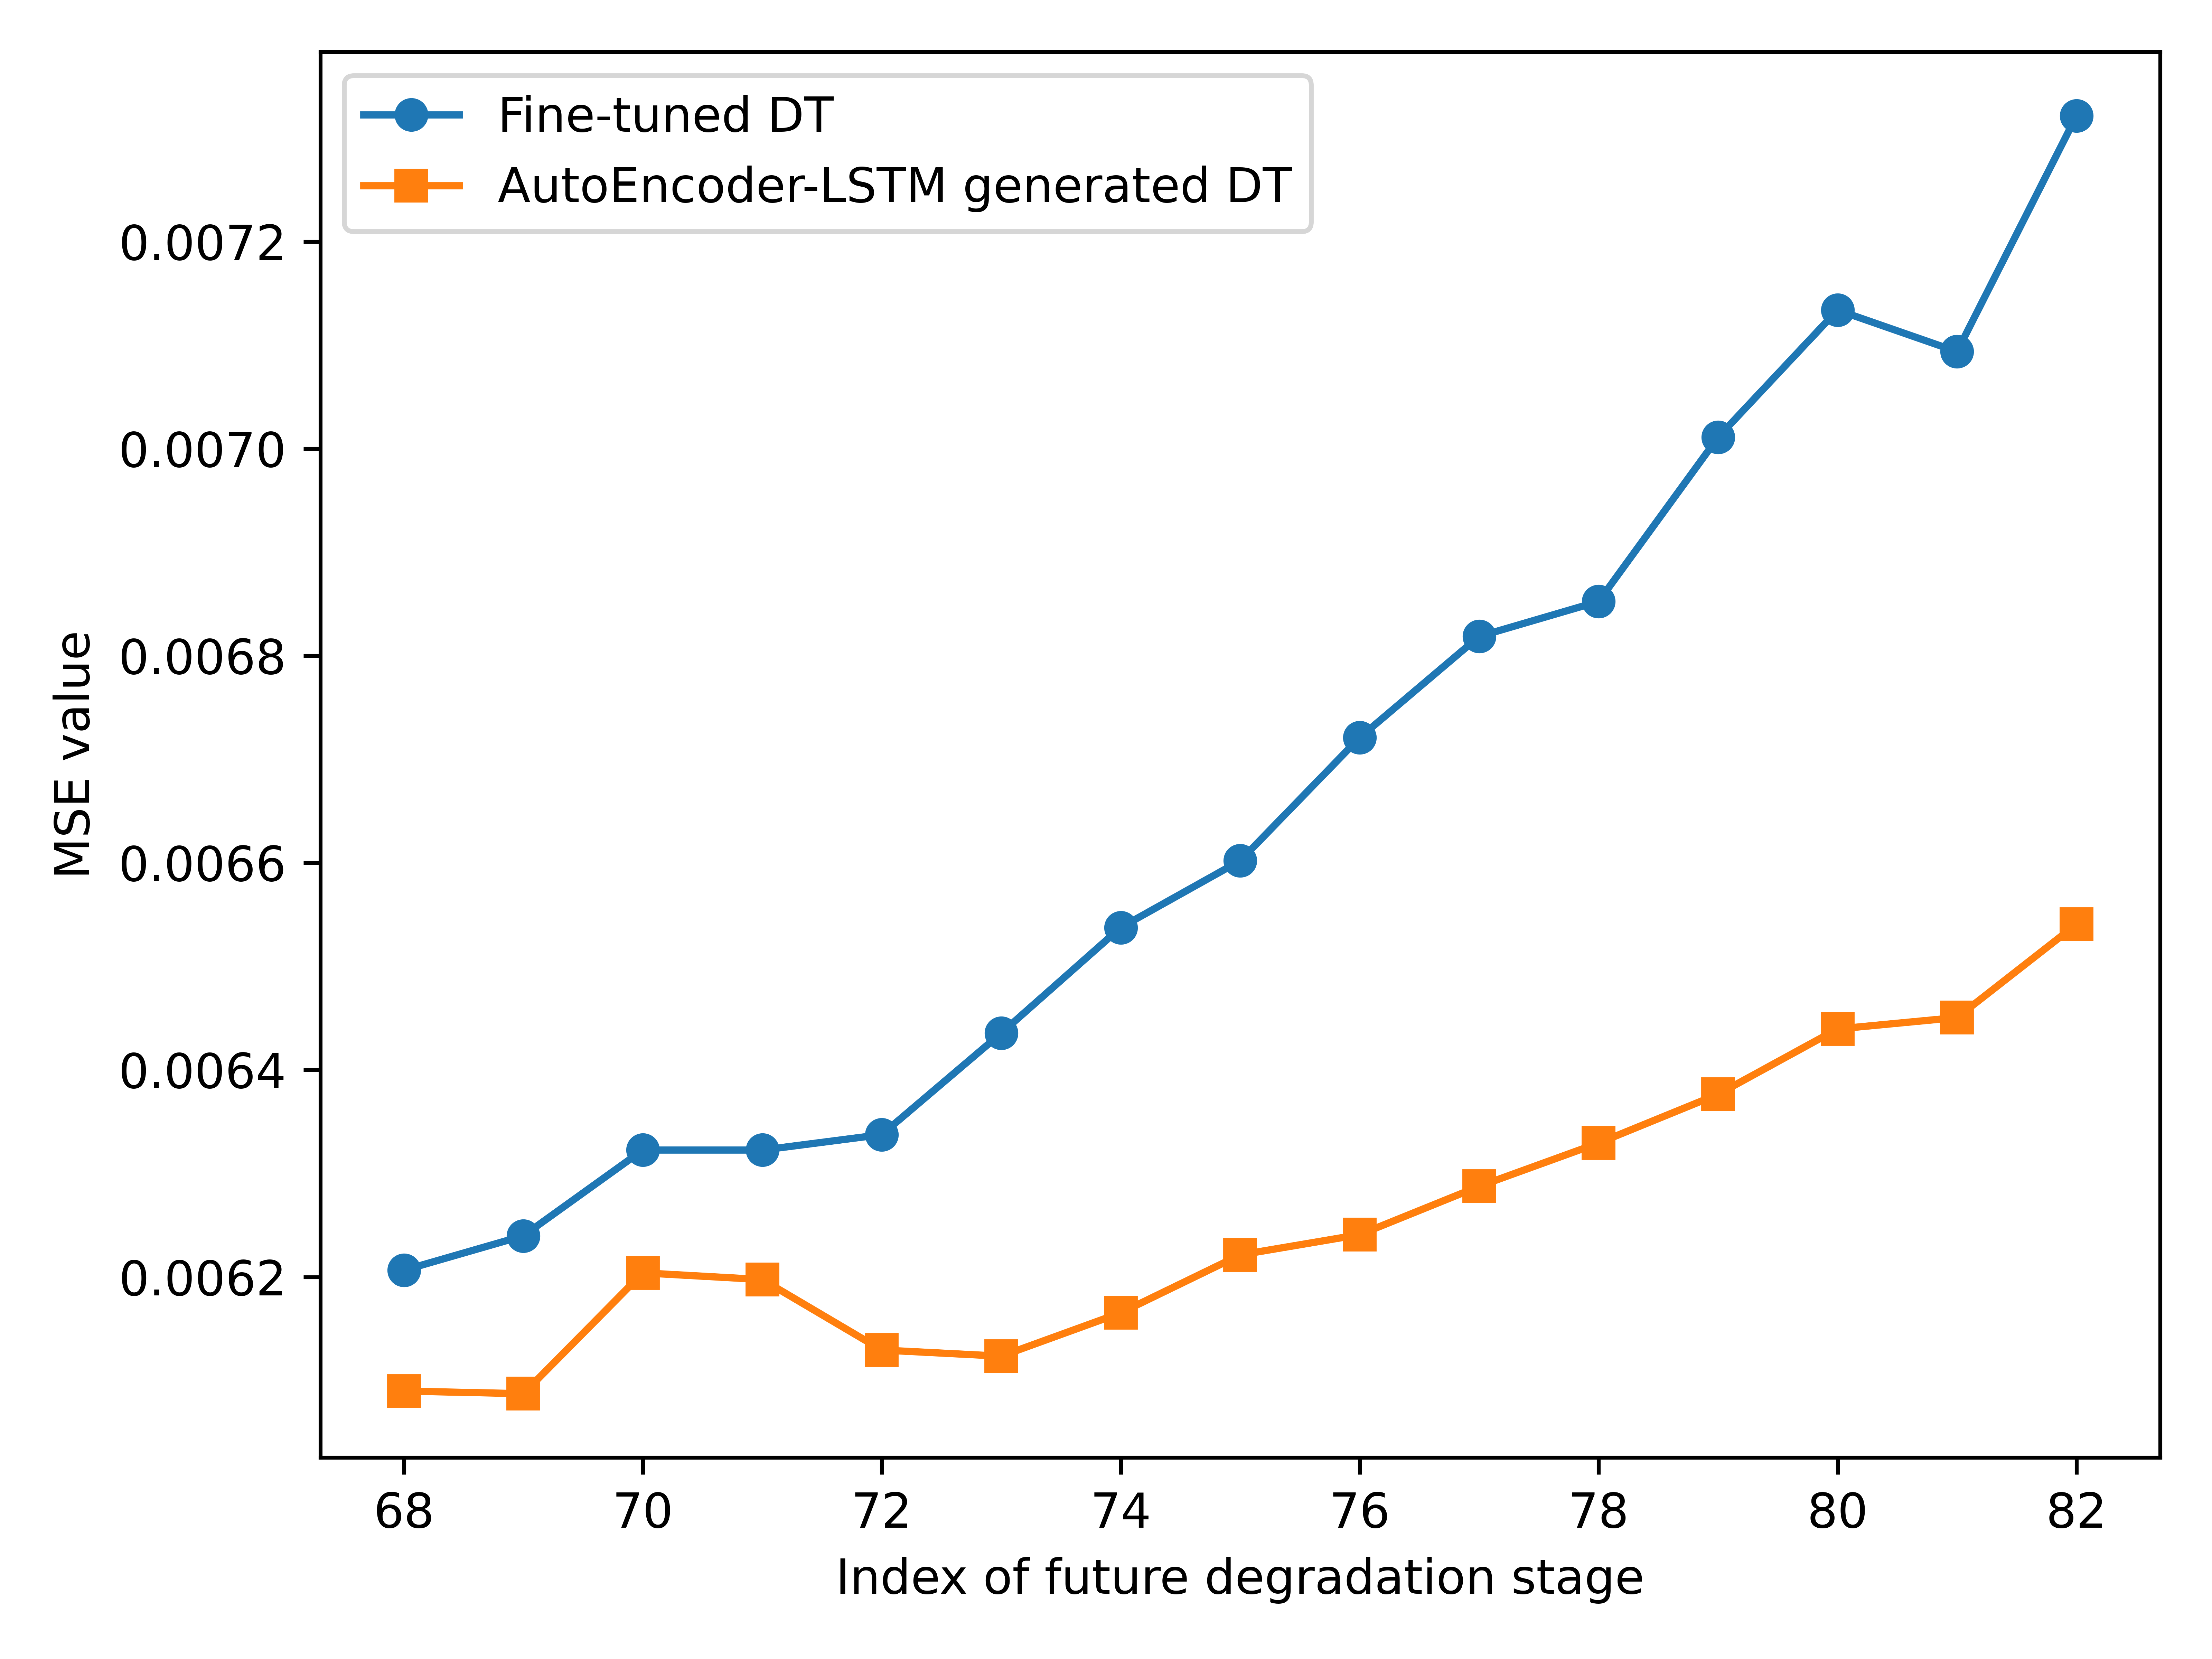 Fine-tuned DT
AutoEncoder-LSTM generated DT
0.0072
0.0070
0.0068
0.0066
0.0064
0.0062
MSE value
68 70 72 74 76 78 80 82
Index of future degradation stage